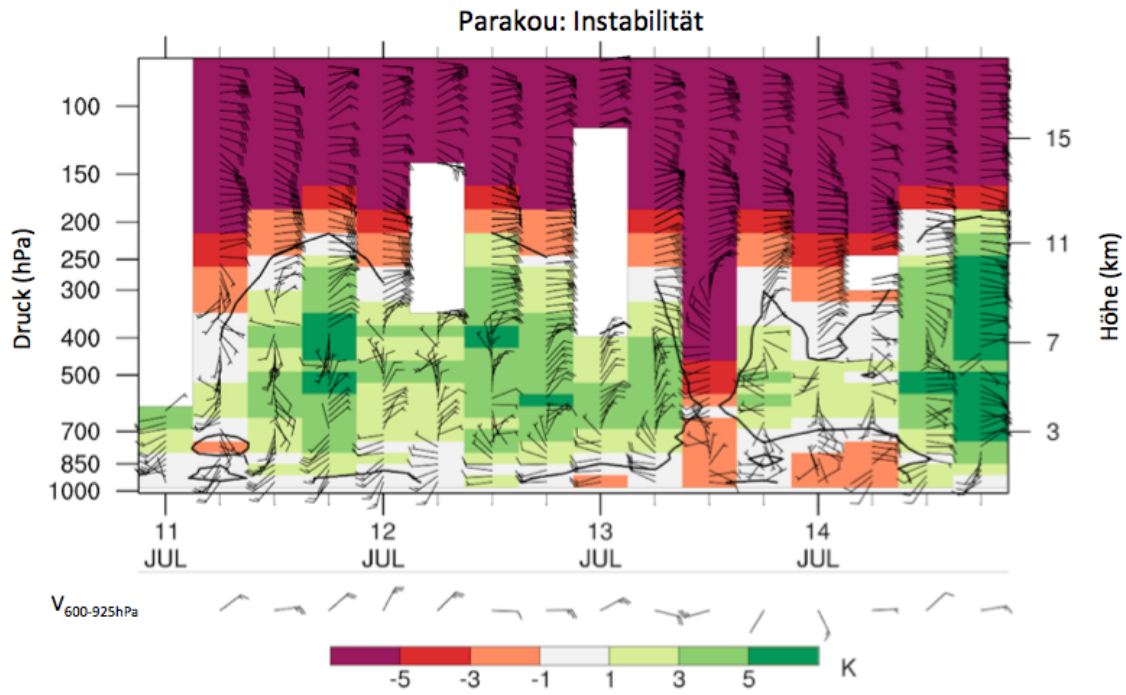 Parakou: Instabilität
Druck (hPa)
100
150
200
250
300
400
500
700
850
1000
15
11
7
3
Höhe (km)
11 12 13 14
JUL JUL JUL JUL
V600-925hPa
-5 -3 -1 1 3 5 K